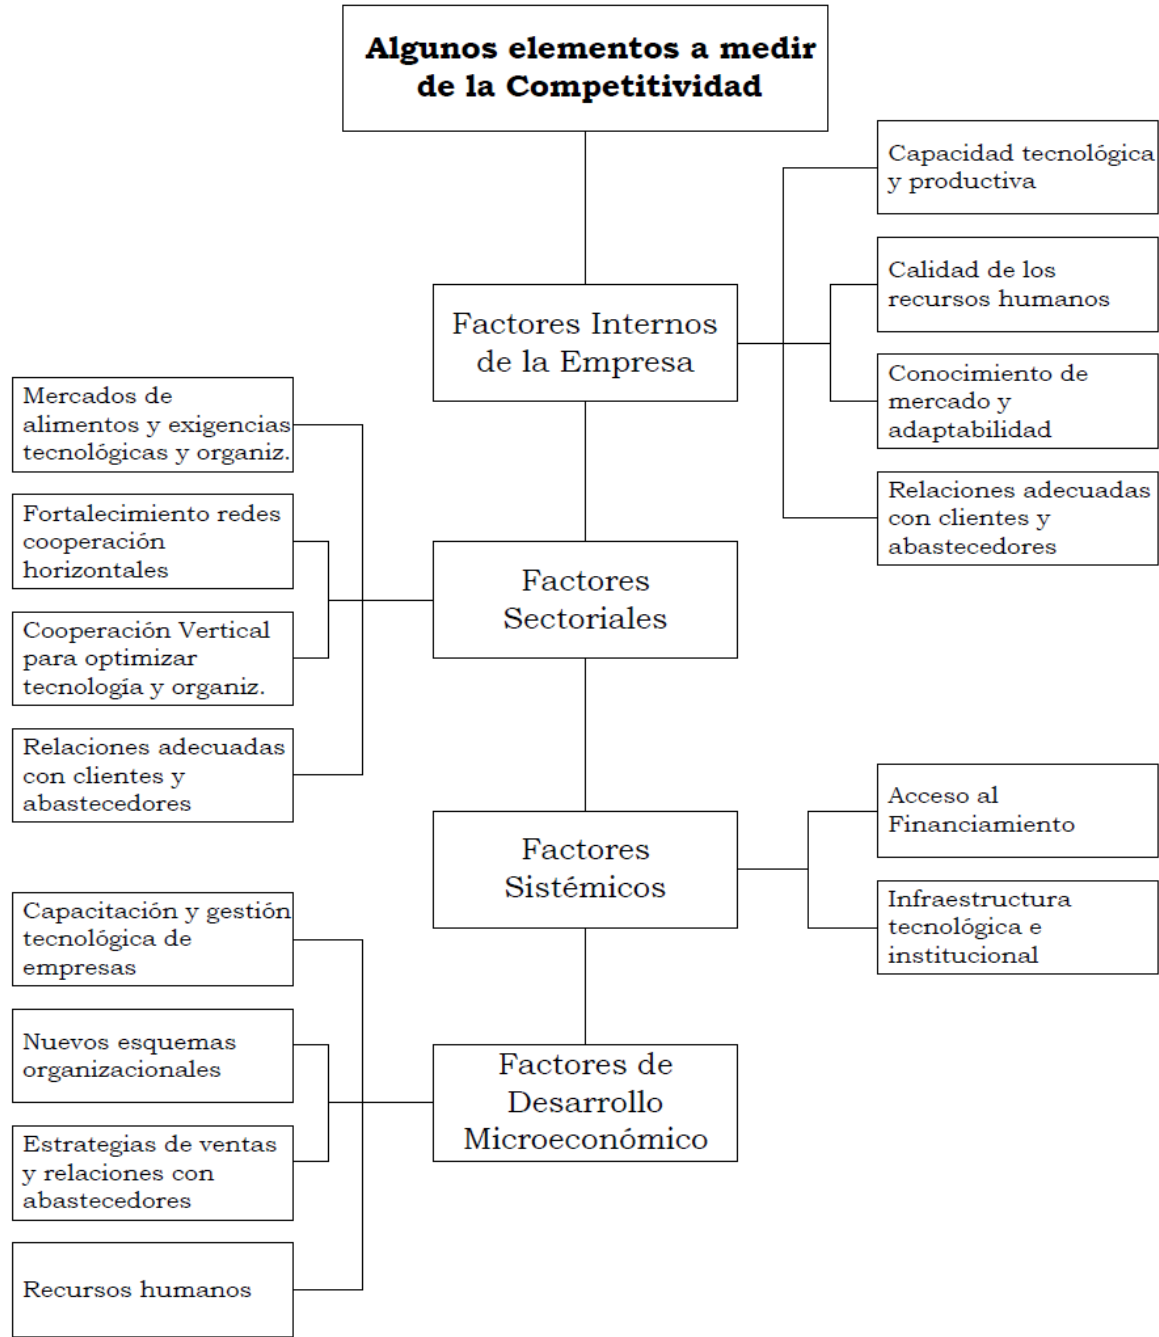 Algunos elementos a medir
de la Competitividad
Factores Internos
de la Empresa
Capacidad tecnológica
y productiva
Calidad de los
recursos humanos
Conocimiento de
mercado y
adaptabilidad
Relaciones adecuadas
con clientes y
abastecedores
Factores
Sectoriales
Mercados de
alimentos y exigencias
tecnológicas y organiz.
Fortalecimiento redes
cooperación
horizontales
Cooperación Vertical
para optimizar
tecnología y organiz.
Relaciones adecuadas
con clientes y
abastecedores
Factores
Sistémicos
Acceso al
Financiamiento
Infraestructura
tecnológica e
institucional
Factores de
Desarrollo
Microeconómico
Capacitación y gestión
tecnológica de
empresas
Nuevos esquemas
organizacionales
Estrategias de ventas
y relaciones con
abastecedores
Recursos humanos